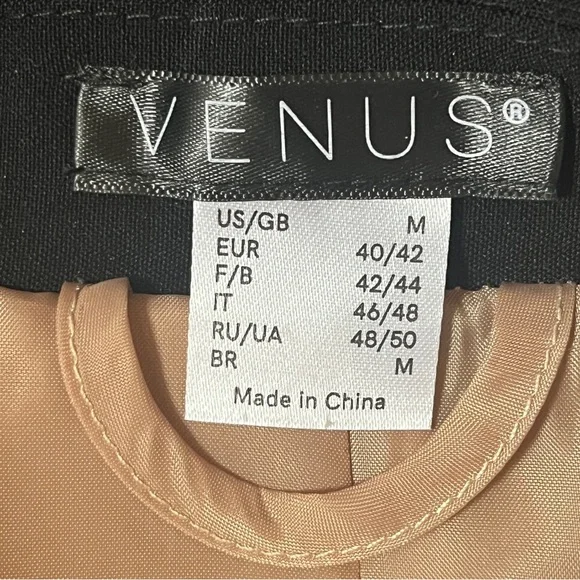 VENUS®
US/GB M
EUR 40/42
F/B 42/44
IT 46/48
RU/UA 48/50
BR M
Made in China